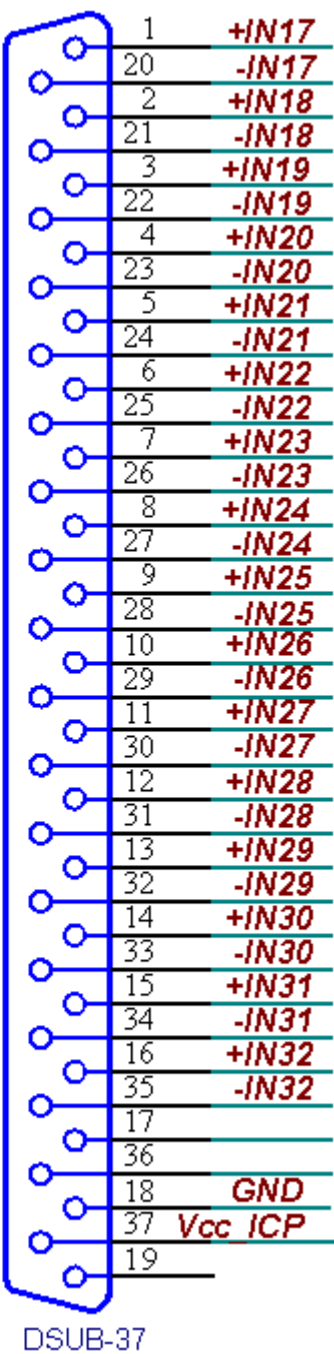 1 +IN17
20 -IN17
2 +IN18
21 -IN18
3 +IN19
22 -IN19
4 +IN20
23 -IN20
5 +IN21
24 -IN21
6 +IN22
25 -IN22
7 +IN23
26 -IN23
8 +IN24
27 -IN24
9 +IN25
28 -IN25
10 +IN26
29 -IN26
11 +IN27
30 -IN27
12 +IN28
31 -IN28
13 +IN29
32 -IN29
14 +IN30
33 -IN30
15 +IN31
34 -IN31
16 +IN32
35 -IN32
17
36
18 GND
37 Vcc_ICP
19
DSUB-37